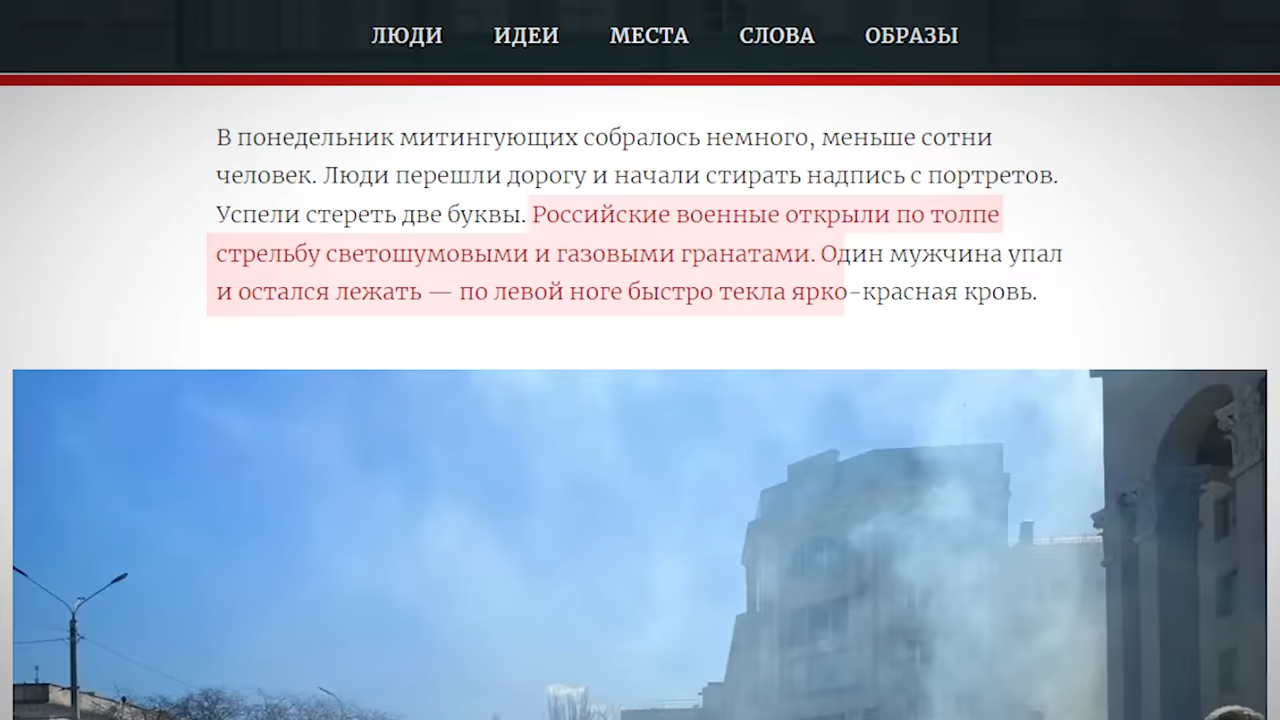 ЛЮДИ ИДЕИ МЕСТА СЛОВА ОБРАЗЫ
В понедельник митингующих собралось немного, меньше сотни
человек. Люди перешли дорогу и начали стирать надпись с портретов.
Успели стереть две буквы. Российские военные открыли по толпе
стрельбу светошумовыми и газовыми гранатами. Один мужчина упал
и остался лежать — по левой ноге быстро текла ярко-красная кровь.